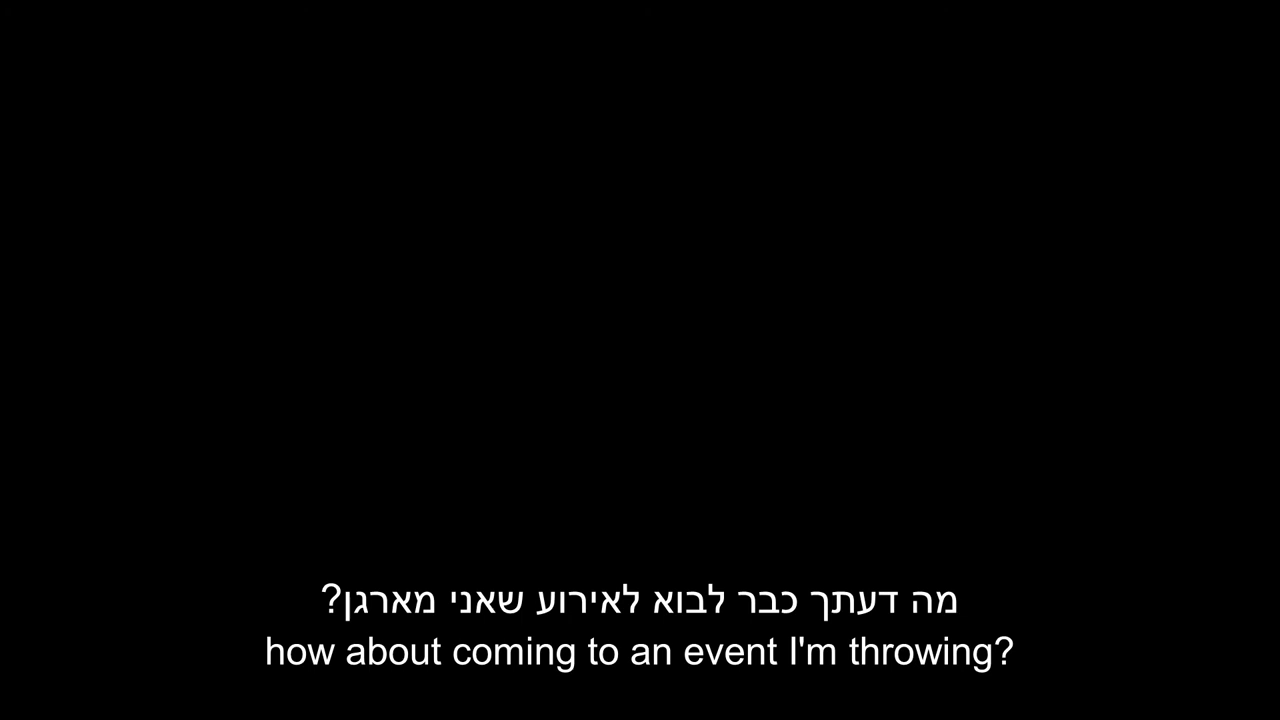 מה דעתך כבר לבוא לאירוע שאני מארגן?
how about coming to an event I'm throwing?